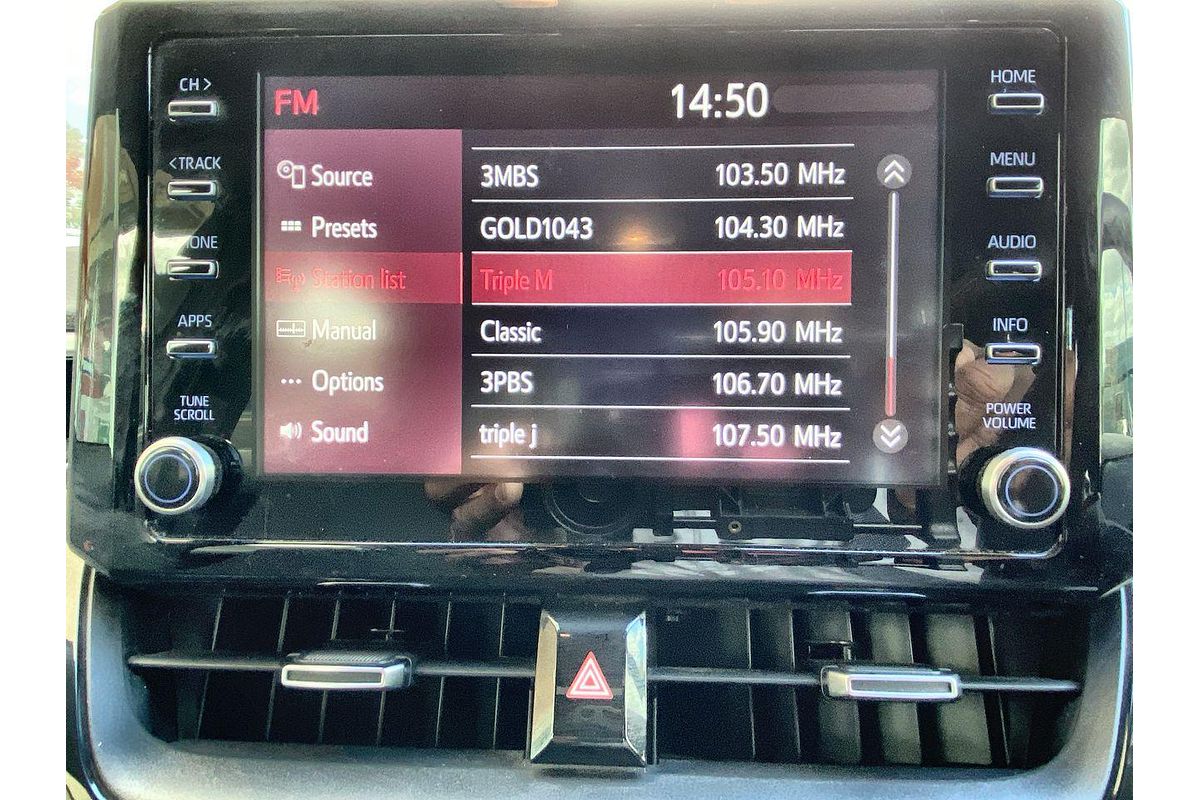 FM
14:50
CH >
<TRACK
ONE
APPS
TUNE
SCROLL
Source
Presets
Station list
Manual
Options
Sound
3MBS 103.50 MHz
GOLD1043 104.30 MHz
Triple M 105.10 MHz
Classic 105.90 MHz
3PBS 106.70 MHz
triple j 107.50 MHz
HOME
MENU
AUDIO
INFO
POWER
VOLUME